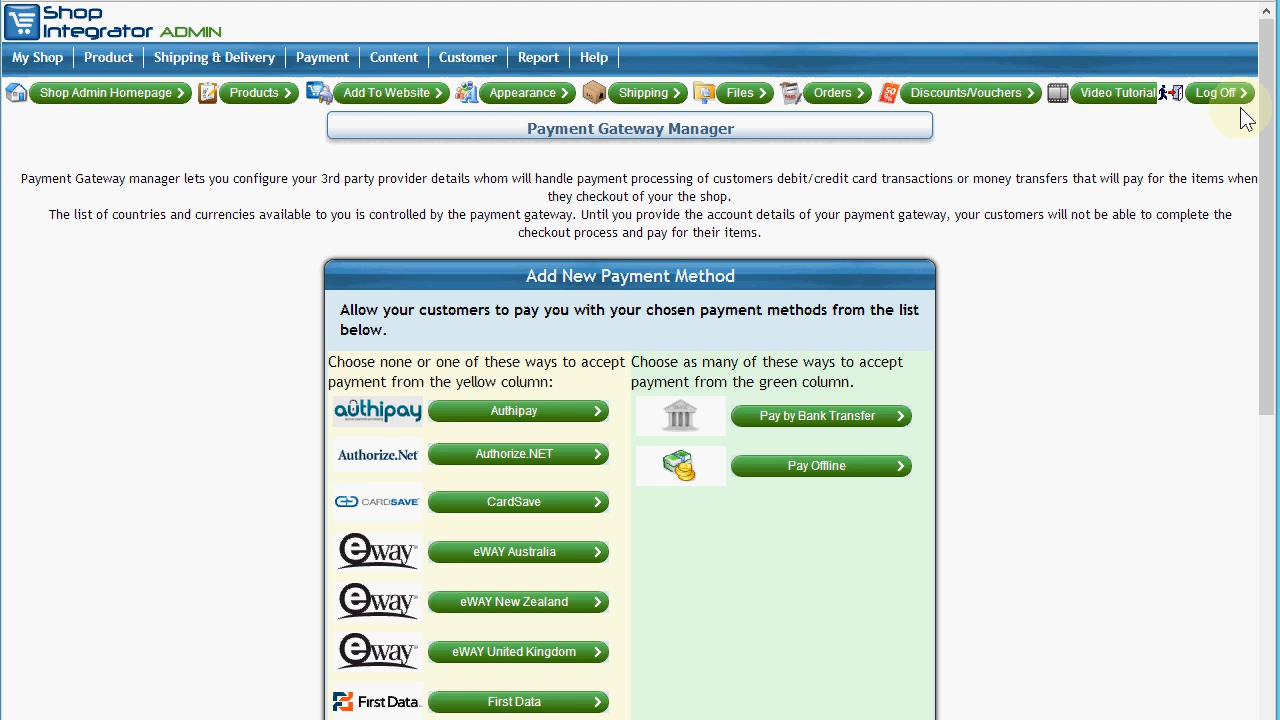 Shop
Integrator ADMIN
My Shop Product Shipping & Delivery Payment Content Customer Report Help
Shop Admin Homepage Products Add To Website Appearance Shipping Files Orders Discounts/Vouchers Video Tutorial Log Off
Payment Gateway Manager
Payment Gateway manager lets you configure your 3rd party provider details whom will handle payment processing of customers debit/credit card transactions or money transfers that will pay for the items when
they checkout of your the shop.
The list of countries and currencies available to you is controlled by the payment gateway. Until you provide the account details of your payment gateway, your customers will not be able to complete the
checkout process and pay for their items.
Add New Payment Method
Allow your customers to pay you with your chosen payment methods from the list
below.
Choose none or one of these ways to accept
payment from the yellow column:
Choose as many of these ways to accept
payment from the green column.
authipay Authipay
Authorize.Net Authorize.NET
CARDSAVE CardSave
eway eWAY Australia
eway eWAY New Zealand
eway eWAY United Kingdom
First Data. First Data
Pay by Bank Transfer
Pay Offline